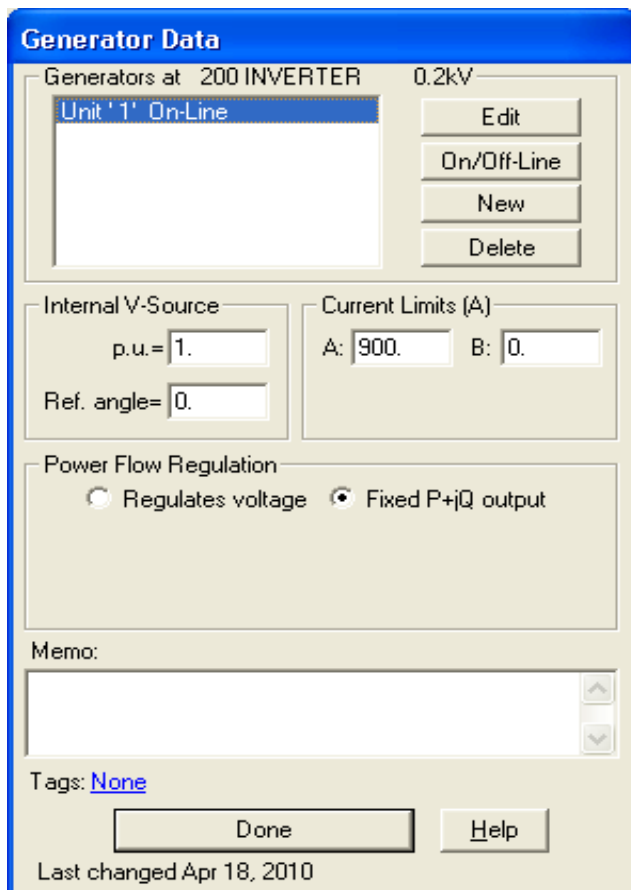 Generator Data
Generators at 200 INVERTER 0.2kV
Unit '1' On-Line
Edit
On/Off-Line
New
Delete
Internal V-Source
p.u.= 1.
Ref. angle= 0.
Current Limits (A)
A: 900. B: 0.
Power Flow Regulation
Regulates voltage Fixed P+jQ output
Memo:
Tags: None
Done Help
Last changed Apr 18, 2010